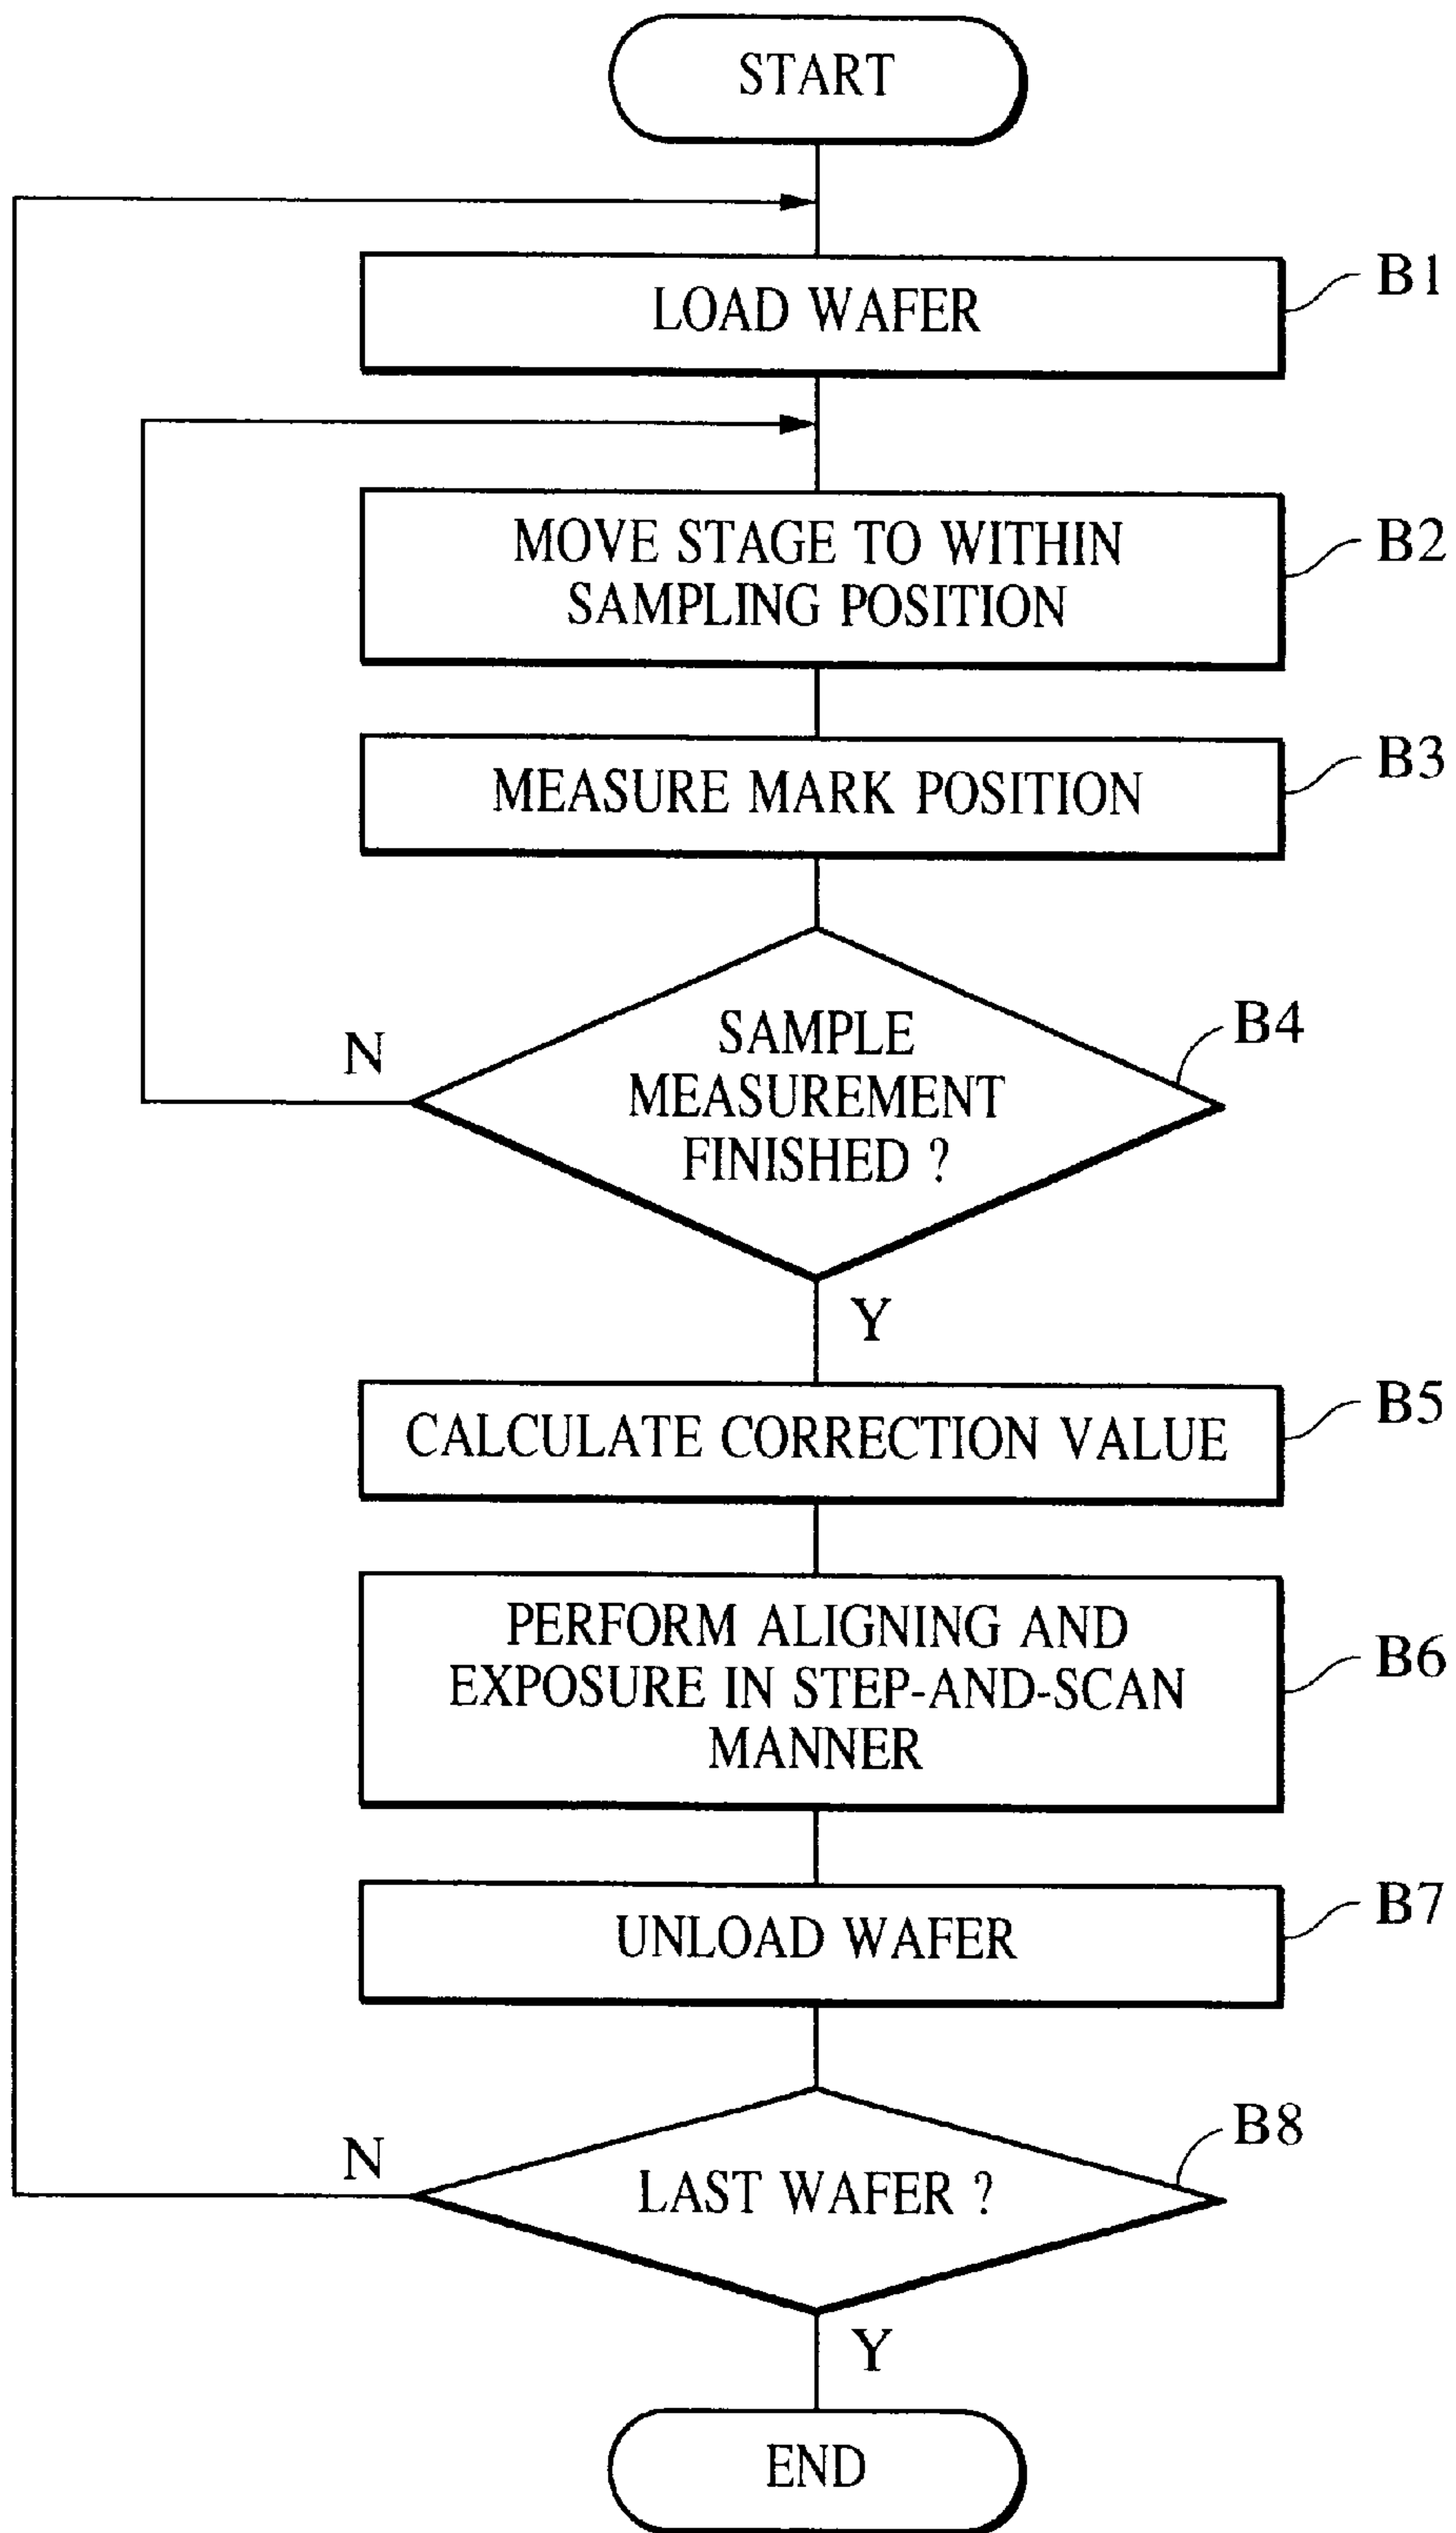 START
LOAD WAFER
B1
MOVE STAGE TO WITHIN
SAMPLING POSITION
B2
MEASURE MARK POSITION
B3
SAMPLE
MEASUREMENT
FINISHED ?
B4
N
Y
CALCULATE CORRECTION VALUE
B5
PERFORM ALIGNING AND
EXPOSURE IN STEP-AND-SCAN
MANNER
B6
UNLOAD WAFER
B7
LAST WAFER ?
B8
N
Y
END